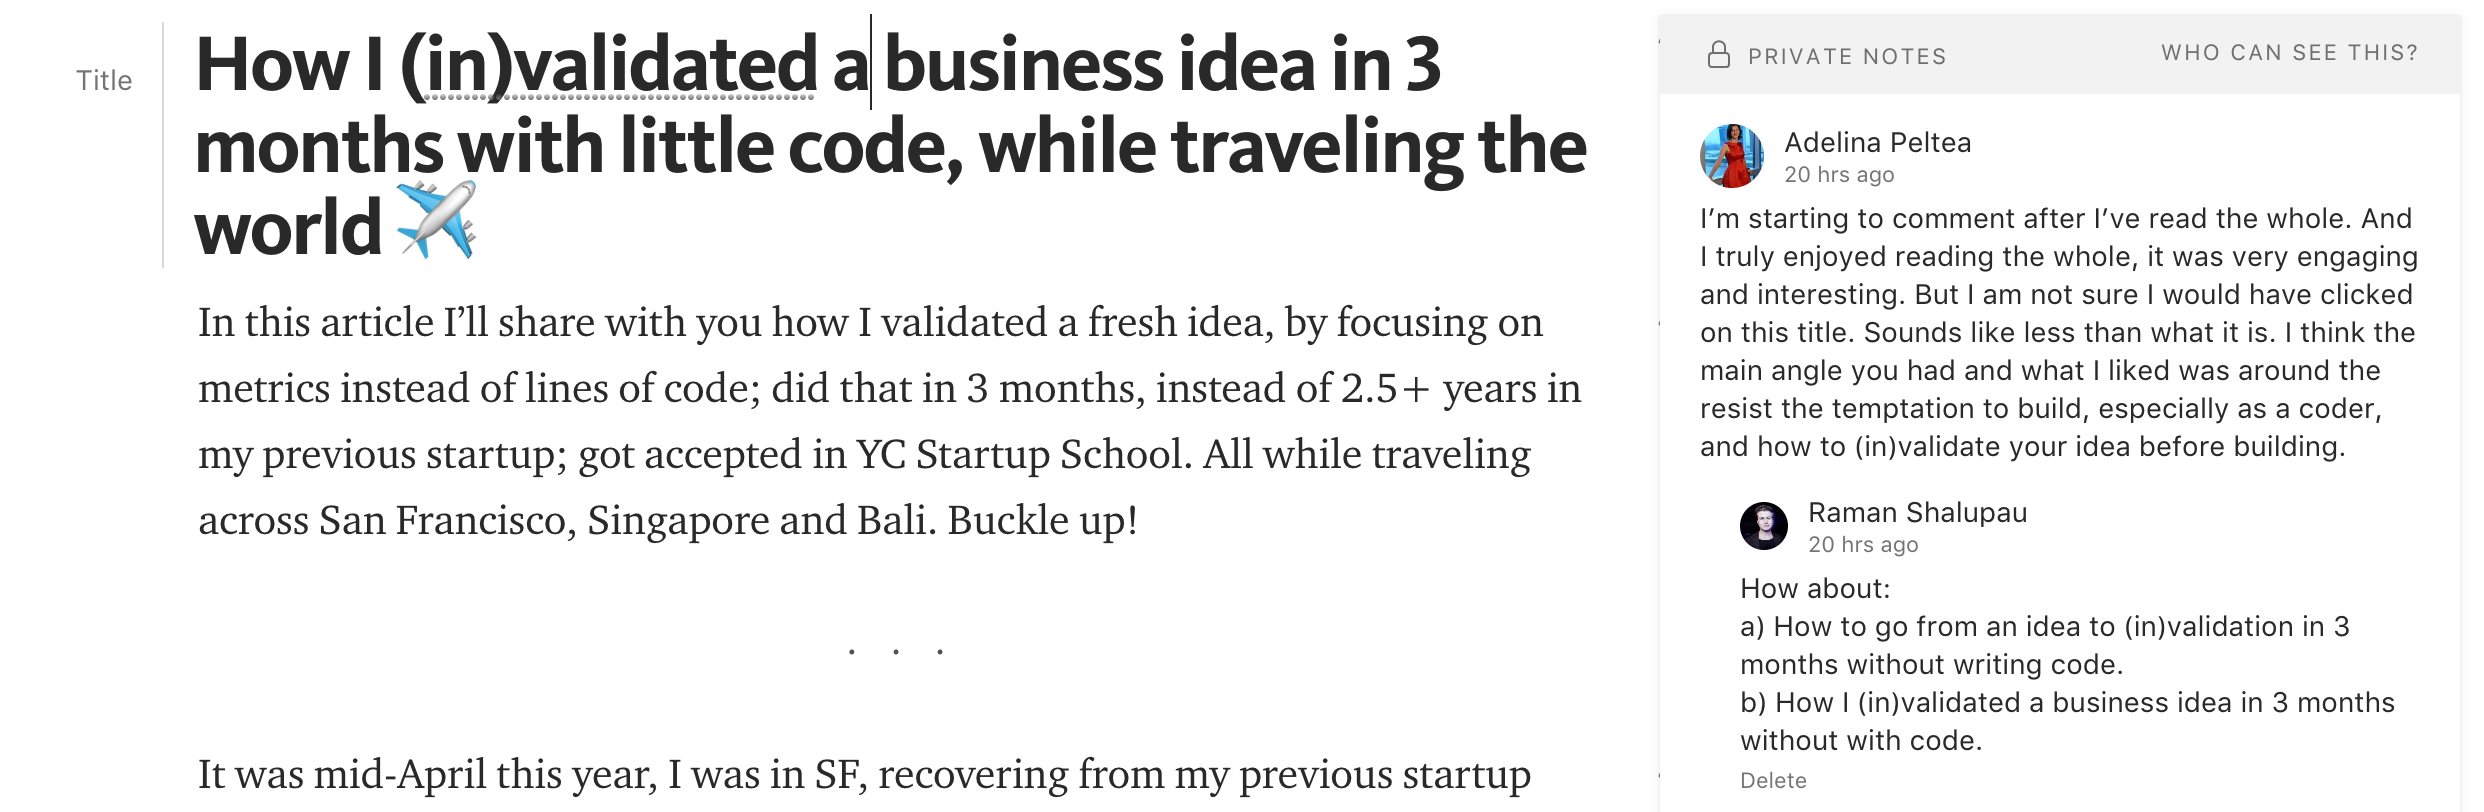 Title
How I (in)validated a business idea in 3
months with little code, while traveling the
world ✈️
In this article I’ll share with you how I validated a fresh idea, by focusing on
metrics instead of lines of code; did that in 3 months, instead of 2.5+ years in
my previous startup; got accepted in YC Startup School. All while traveling
across San Francisco, Singapore and Bali. Buckle up!
. . .
It was mid-April this year, I was in SF, recovering from my previous startup
PRIVATE NOTES
WHO CAN SEE THIS?
Adelina Peltea
20 hrs ago
I’m starting to comment after I’ve read the whole. And
I truly enjoyed reading the whole, it was very engaging
and interesting. But I am not sure I would have clicked
on this title. Sounds like less than what it is. I think the
main angle you had and what I liked was around the
resist the temptation to build, especially as a coder,
and how to (in)validate your idea before building.
Raman Shalupau
20 hrs ago
How about:
a) How to go from an idea to (in)validation in 3
months without writing code.
b) How I (in)validated a business idea in 3 months
without with code.
Delete